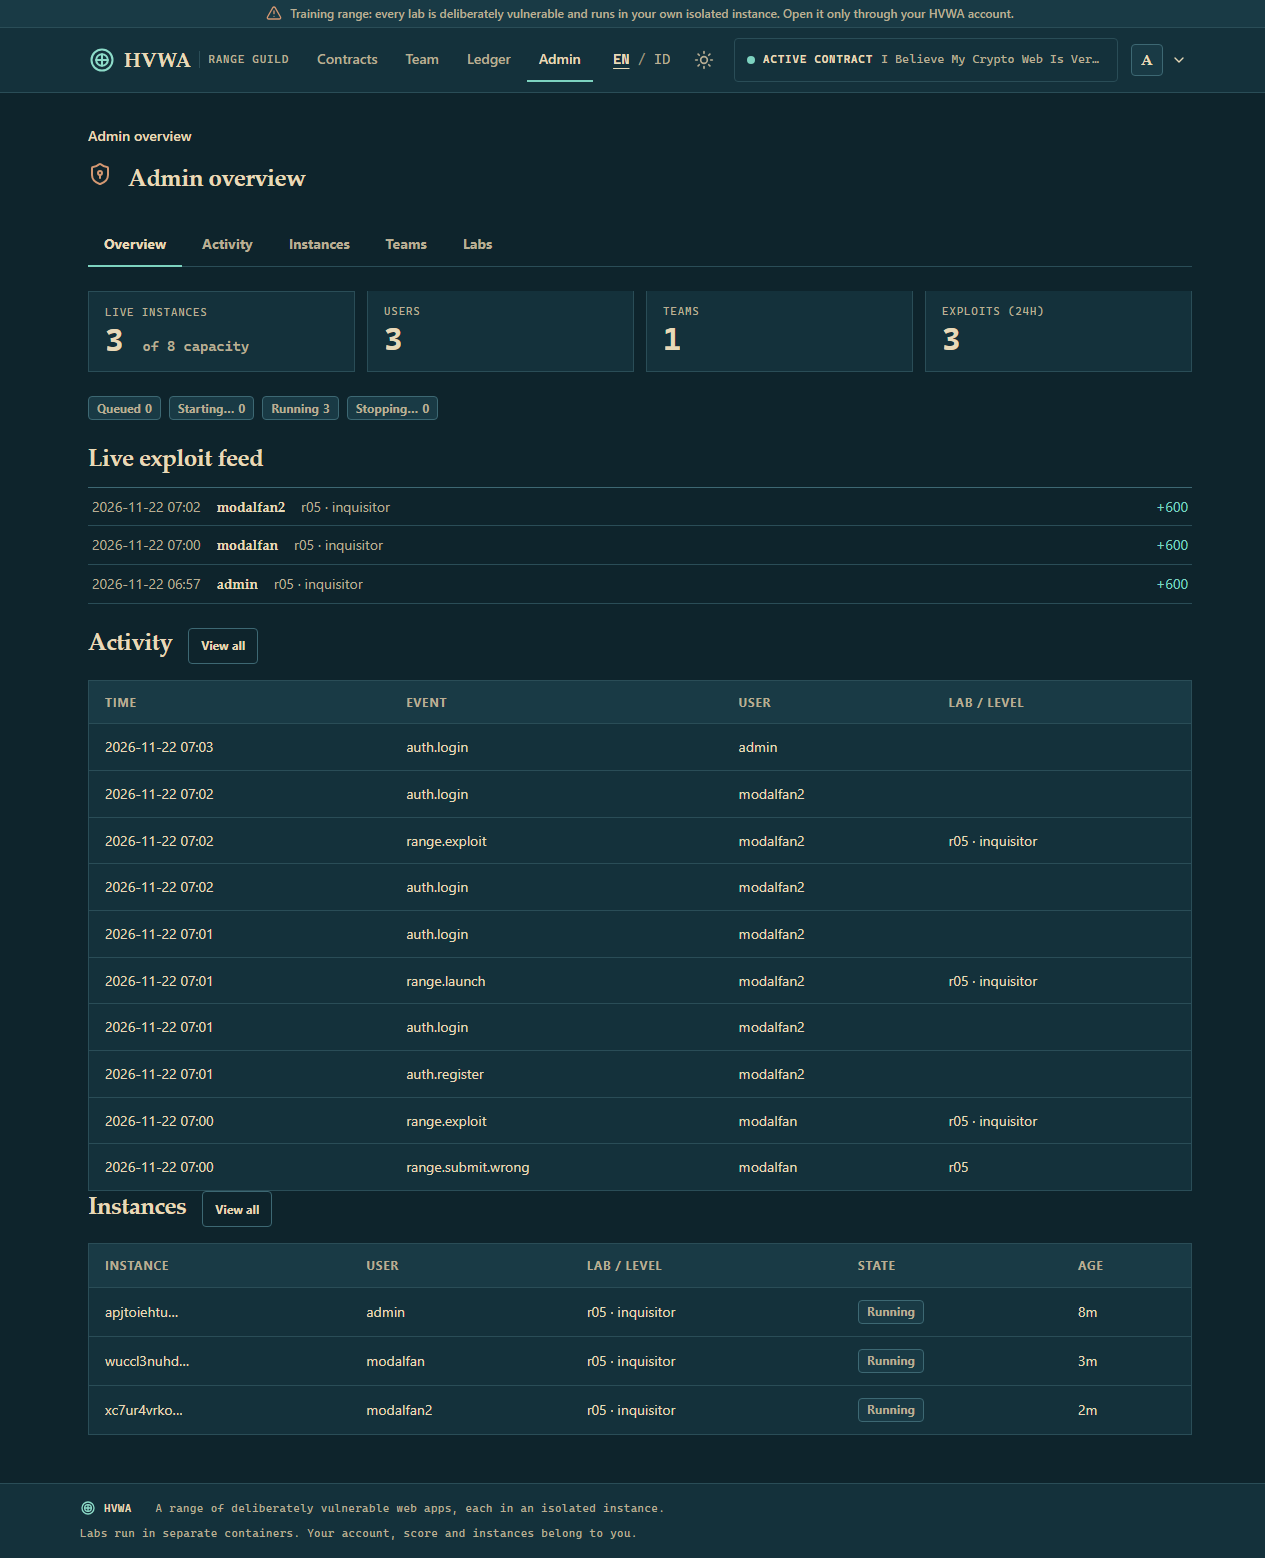 Training range: every lab is deliberately vulnerable and runs in your own isolated instance. Open it only through your HVWA account.
HVWA RANGE GUILD Contracts Team Ledger Admin EN / ID ACTIVE CONTRACT I Believe My Crypto Web Is Ver… A
Admin overview
Admin overview
Overview Activity Instances Teams Labs
LIVE INSTANCES USERS TEAMS EXPLOITS (24H)
3 of 8 capacity 3 1 3
Queued 0 Starting… 0 Running 3 Stopping… 0
Live exploit feed
2026-11-22 07:02 modalfan2 r05 · inquisitor +600
2026-11-22 07:00 modalfan r05 · inquisitor +600
2026-11-22 06:57 admin r05 · inquisitor +600
Activity View all
TIME EVENT USER LAB / LEVEL
2026-11-22 07:03 auth.login admin
2026-11-22 07:02 auth.login modalfan2
2026-11-22 07:02 range.exploit modalfan2 r05 · inquisitor
2026-11-22 07:02 auth.login modalfan2
2026-11-22 07:01 auth.login modalfan2
2026-11-22 07:01 range.launch modalfan2 r05 · inquisitor
2026-11-22 07:01 auth.login modalfan2
2026-11-22 07:01 auth.register modalfan2
2026-11-22 07:00 range.exploit modalfan r05 · inquisitor
2026-11-22 07:00 range.submit.wrong modalfan r05
Instances View all
INSTANCE USER LAB / LEVEL STATE AGE
apjtoiehtu… admin r05 · inquisitor Running 8m
wuccl3nuhd… modalfan r05 · inquisitor Running 3m
xc7ur4vrko… modalfan2 r05 · inquisitor Running 2m
HVWA A range of deliberately vulnerable web apps, each in an isolated instance.
Labs run in separate containers. Your account, score and instances belong to you.